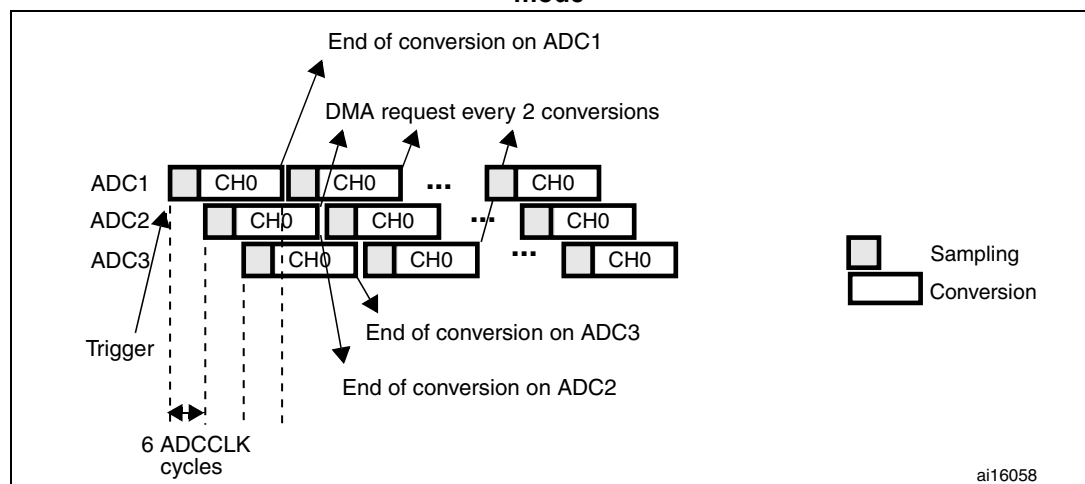 mode
End of conversion on ADC1
DMA request every 2 conversions
ADC1 CH0 CH0 ... CH0
ADC2 CH0 CH0 ... CH0
ADC3 CH0 CH0 ... CH0
Sampling
Conversion
End of conversion on ADC3
Trigger
End of conversion on ADC2
6 ADCCLK
cycles
ai16058